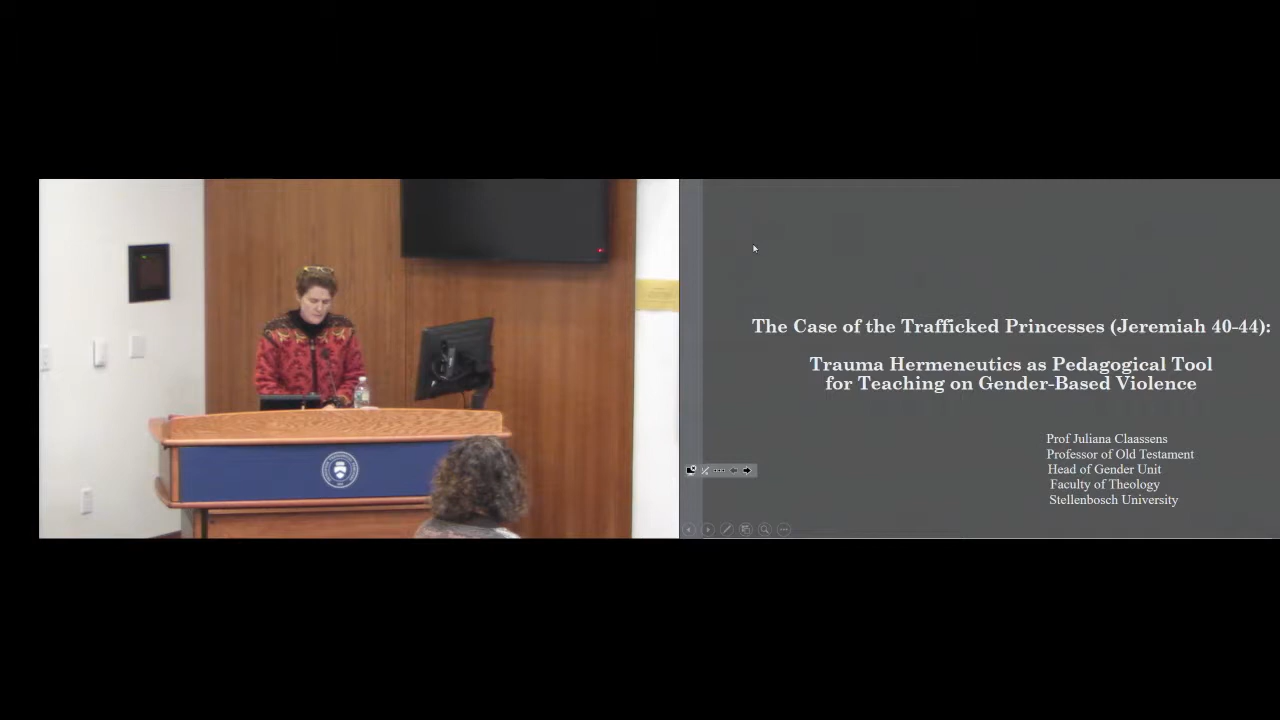 The Case of the Trafficked Princesses (Jeremiah 40-44):
Trauma Hermeneutics as Pedagogical Tool
for Teaching on Gender-Based Violence
Prof Juliana Claassens
Professor of Old Testament
Head of Gender Unit
Faculty of Theology
Stellenbosch University